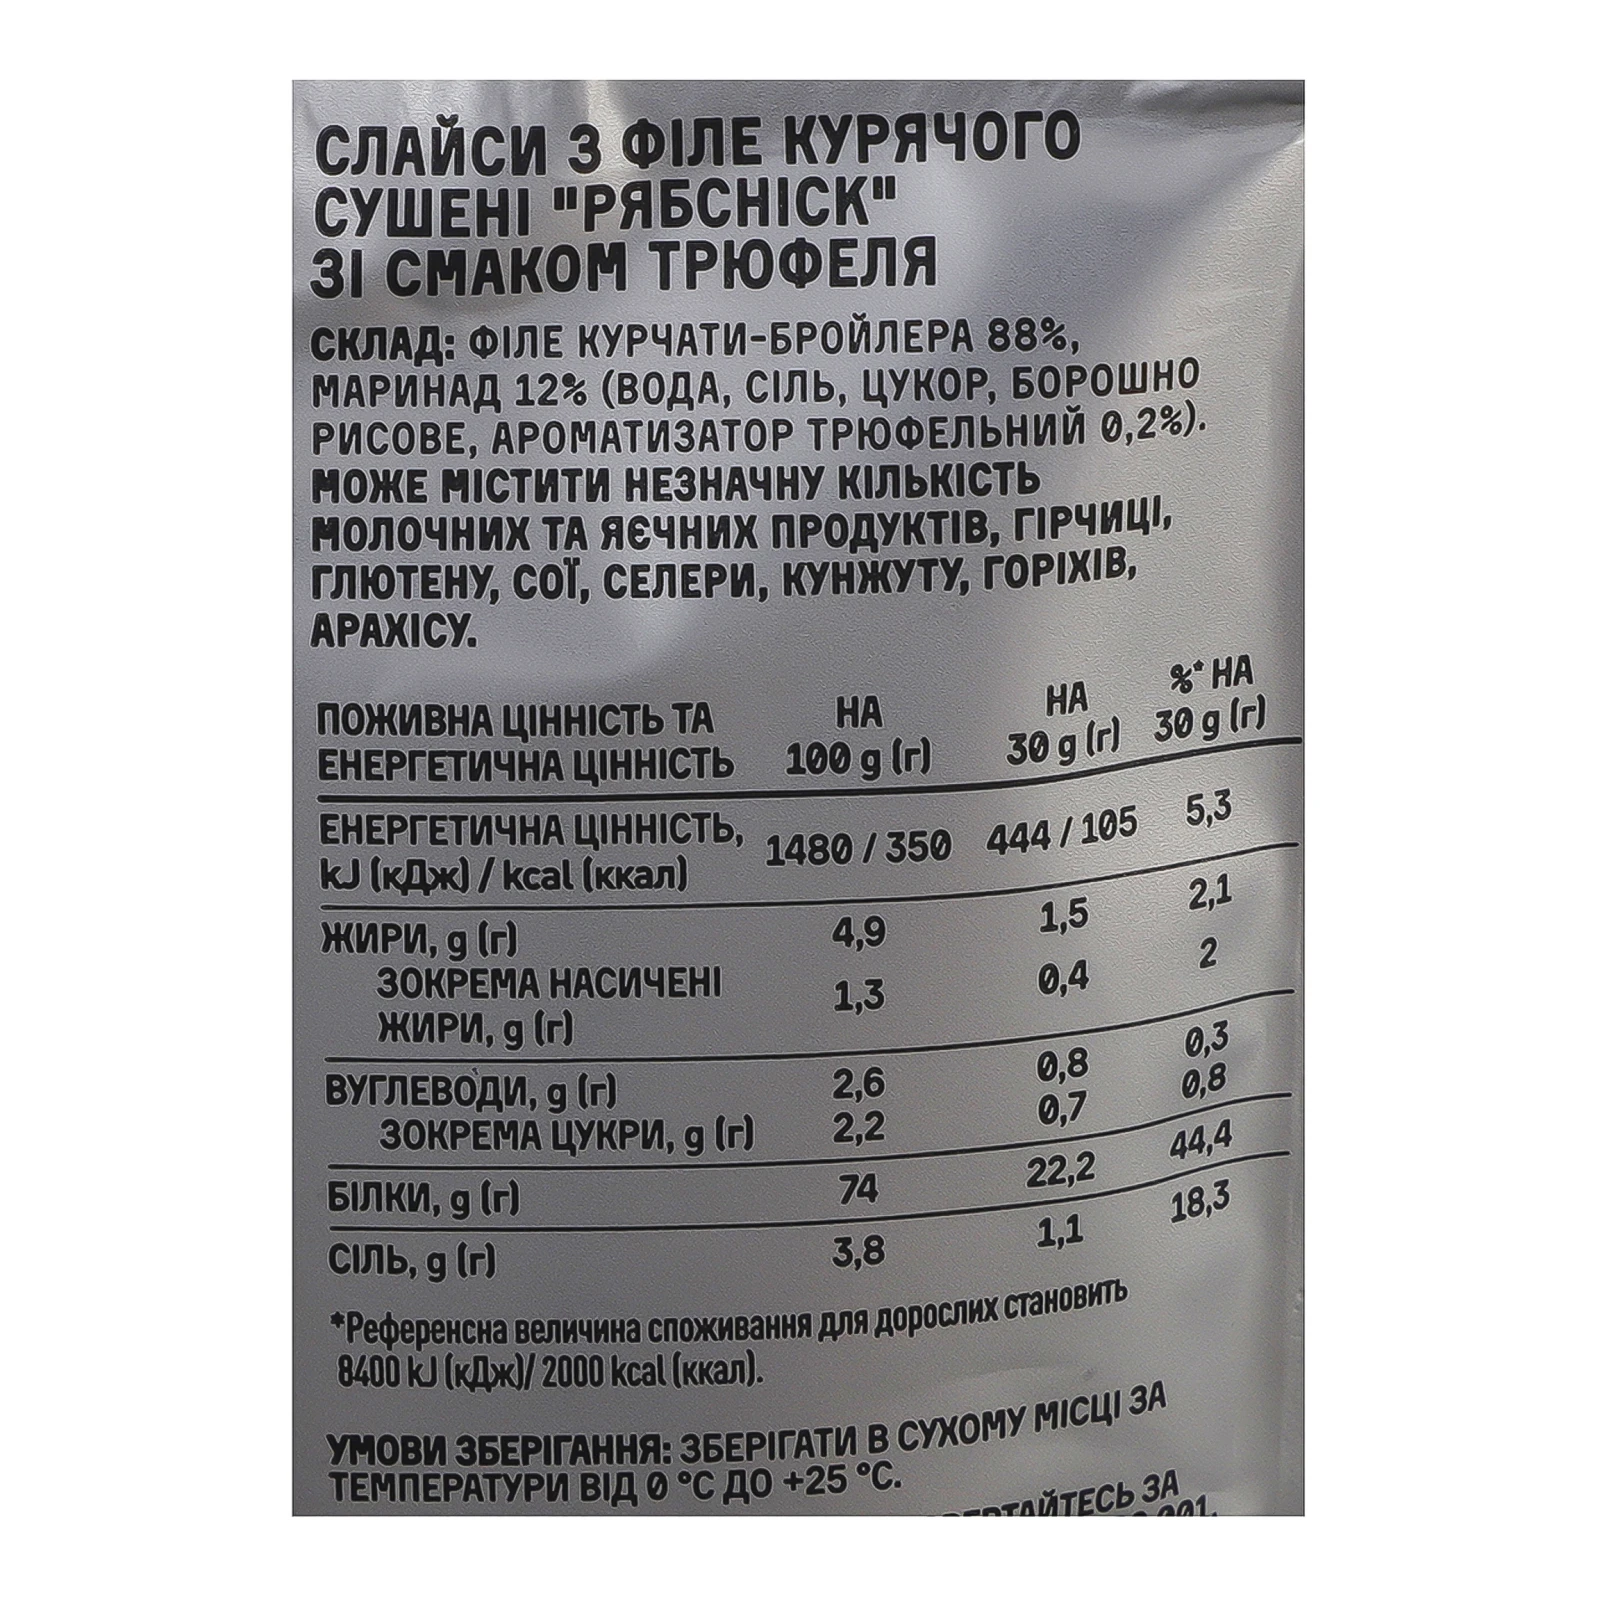 СЛАЙСИ З ФІЛЕ КУРЯЧОГО
СУШЕНІ "РЯБCHICK"
ЗІ СМАКОМ ТРЮФЕЛЯ
СКЛАД: ФІЛЕ КУРЧАТИ-БРОЙЛЕРА 88%,
МАРИНАД 12% (ВОДА, СІЛЬ, ЦУКОР, БОРОШНО
РИСОВЕ, АРОМАТИЗАТОР ТРЮФЕЛЬНИЙ 0,2%).
МОЖЕ МІСТИТИ НЕЗНАЧНУ КІЛЬКІСТЬ
МОЛОЧНИХ ТА ЯЄЧНИХ ПРОДУКТІВ, ГІРЧИЦІ,
ГЛЮТЕНУ, СОЇ, СЕЛЕРИ, КУНЖУТУ, ГОРІХІВ,
АРАХІСУ.
ПОЖИВНА ЦІННІСТЬ ТА НА НА %* НА
ЕНЕРГЕТИЧНА ЦІННІСТЬ 100 g (г) 30 g (г) 30 g (г)
ЕНЕРГЕТИЧНА ЦІННІСТЬ, 1480 / 350 444 / 105 5,3
kJ (кДж) / kcal (ккал)
ЖИРИ, g (г) 4,9 1,5 2,1
ЗОКРЕМА НАСИЧЕНІ 1,3 0,4 2
ЖИРИ, g (г)
ВУГЛЕВОДИ, g (г) 2,6 0,8 0,3
ЗОКРЕМА ЦУКРИ, g (г) 2,2 0,7 0,8
БІЛКИ, g (г) 74 22,2 44,4
СІЛЬ, g (г) 3,8 1,1 18,3
*Референсна величина споживання для дорослих становить
8400 kJ (кДж)/ 2000 kcal (ккал).
УМОВИ ЗБЕРІГАННЯ: ЗБЕРІГАТИ В СУХОМУ МІСЦІ ЗА
ТЕМПЕРАТУРИ ВІД 0 °C ДО +25 °C.
ЗА